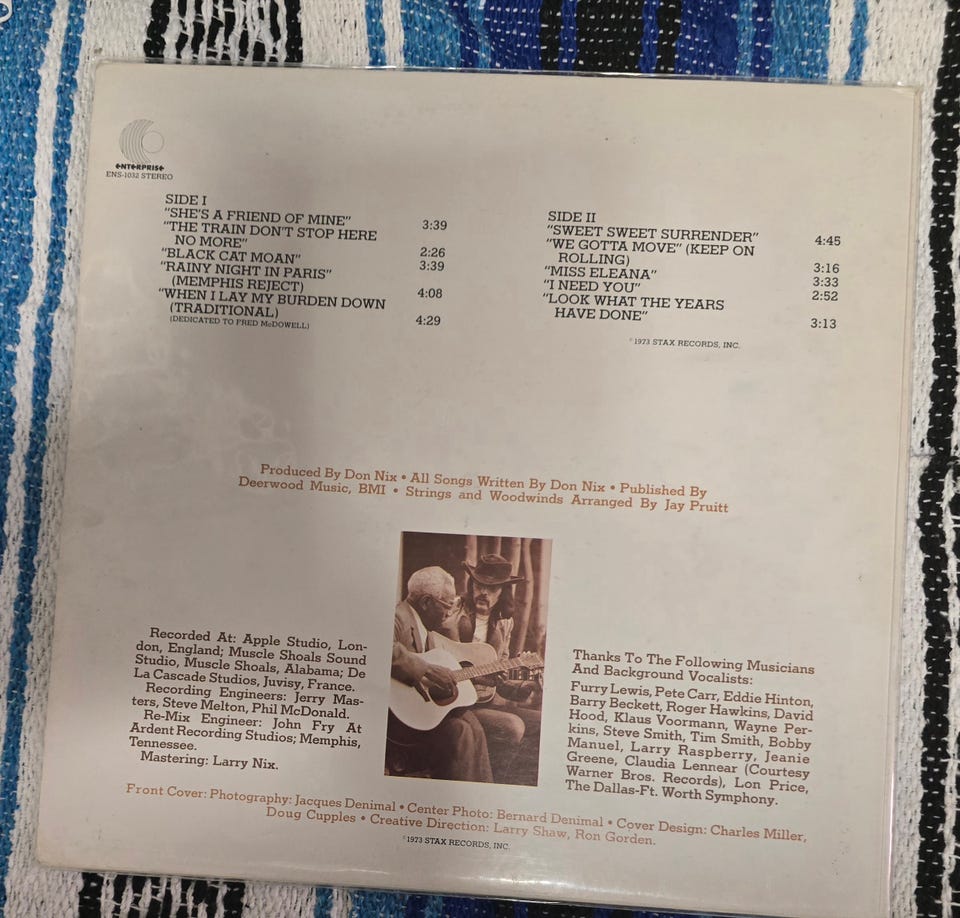 ENTERPRISE
ENS-1032 STEREO
SIDE I
"SHE'S A FRIEND OF MINE" 3:39
"THE TRAIN DON'T STOP HERE
NO MORE" 2:26
"BLACK CAT MOAN" 3:39
"RAINY NIGHT IN PARIS"
(MEMPHIS REJECT) 4:08
"WHEN I LAY MY BURDEN DOWN
(TRADITIONAL) 4:29
(DEDICATED TO FRED McDOWELL)
SIDE II
"SWEET SWEET SURRENDER" 4:45
"WE GOTTA MOVE" (KEEP ON
ROLLING) 3:16
"MISS ELEANA" 3:33
"I NEED YOU" 2:52
"LOOK WHAT THE YEARS
HAVE DONE" 3:13
©1973 STAX RECORDS, INC.
Produced By Don Nix • All Songs Written By Don Nix • Published By
Deerwood Music, BMI • Strings and Woodwinds Arranged By Jay Pruitt
Recorded At: Apple Studio, Lon-
don, England; Muscle Shoals Sound
Studio, Muscle Shoals, Alabama; De
La Cascade Studios, Juvisy, France.
Recording Engineers: Jerry Mas-
ters, Steve Melton, Phil McDonald.
Re-Mix Engineer: John Fry At
Ardent Recording Studios; Memphis,
Tennessee.
Mastering: Larry Nix.
Thanks To The Following Musicians
And Background Vocalists:
Furry Lewis, Pete Carr, Eddie Hinton,
Barry Beckett, Roger Hawkins, David
Hood, Klaus Voormann, Wayne Per-
kins, Steve Smith, Tim Smith, Bobby
Manuel, Larry Raspberry, Jeanie
Greene, Claudia Lennear (Courtesy
Warner Bros. Records), Lon Price,
The Dallas-Ft. Worth Symphony.
Front Cover: Photography: Jacques Denimal • Center Photo: Bernard Denimal • Cover Design: Charles Miller,
Doug Cupples • Creative Direction: Larry Shaw, Ron Gorden.
©1973 STAX RECORDS, INC.